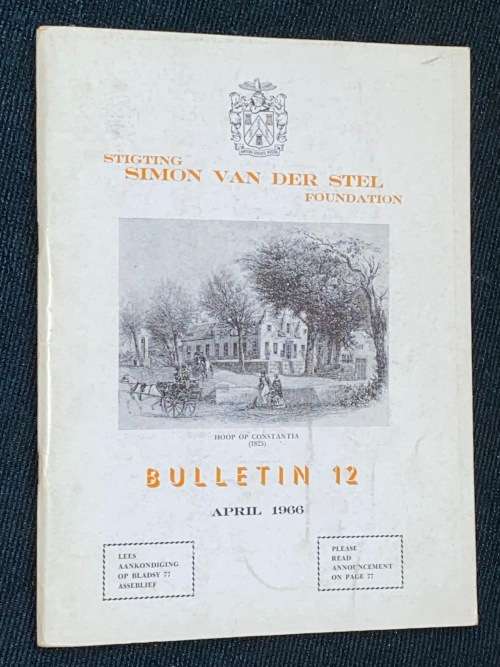 STIGTING
SIMON VAN DER STEL
FOUNDATION
HOOP OP CONSTANTIA
(1825)
BULLETIN 12
APRIL 1966
LEES
AANKONDIGING
OP BLADSY 77
ASSEBLIEF
PLEASE
READ
ANNOUNCEMENT
ON PAGE 77